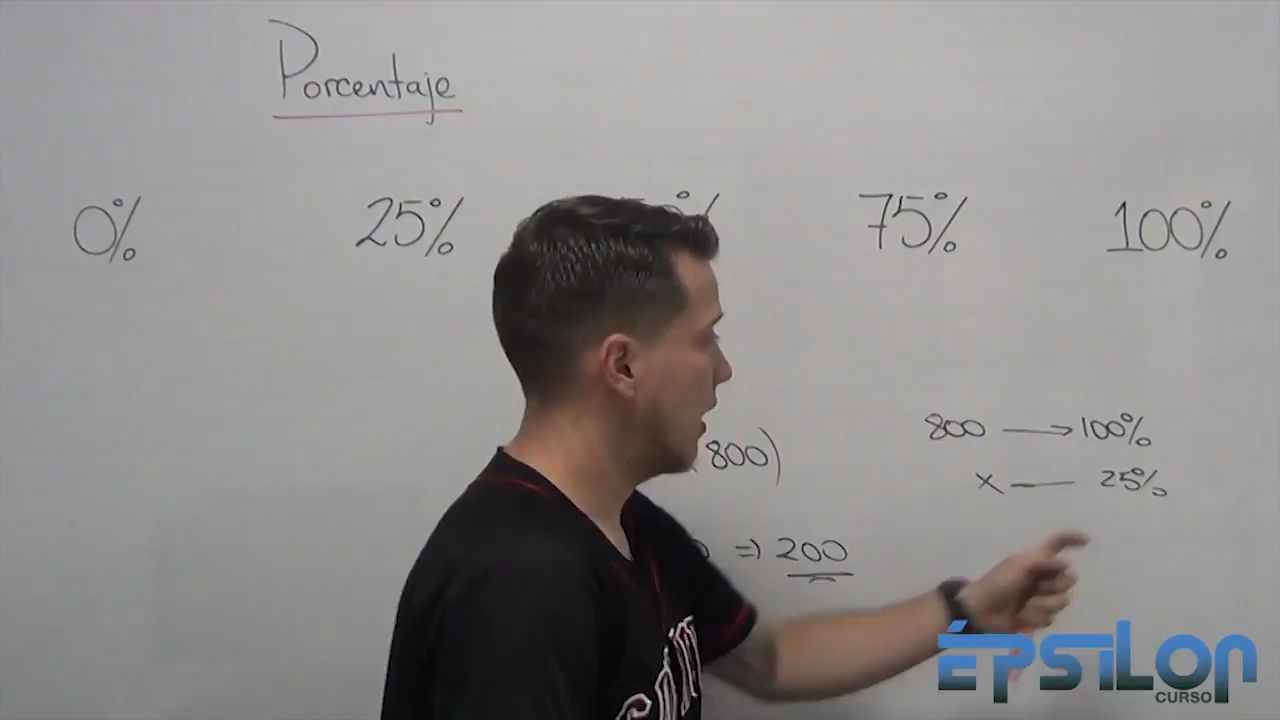 Porcentaje
0% 25% % 75% 100%
800 → 100%
(800)
x — 25%
⇒ 200
ÉPSILON
CURSO